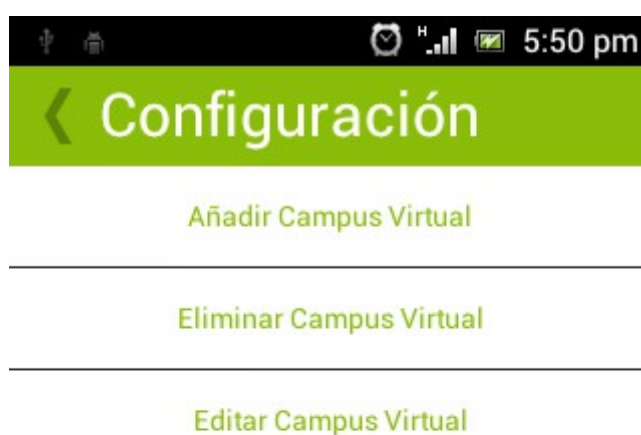 H 5:50 pm
Configuración
Añadir Campus Virtual
Eliminar Campus Virtual
Editar Campus Virtual